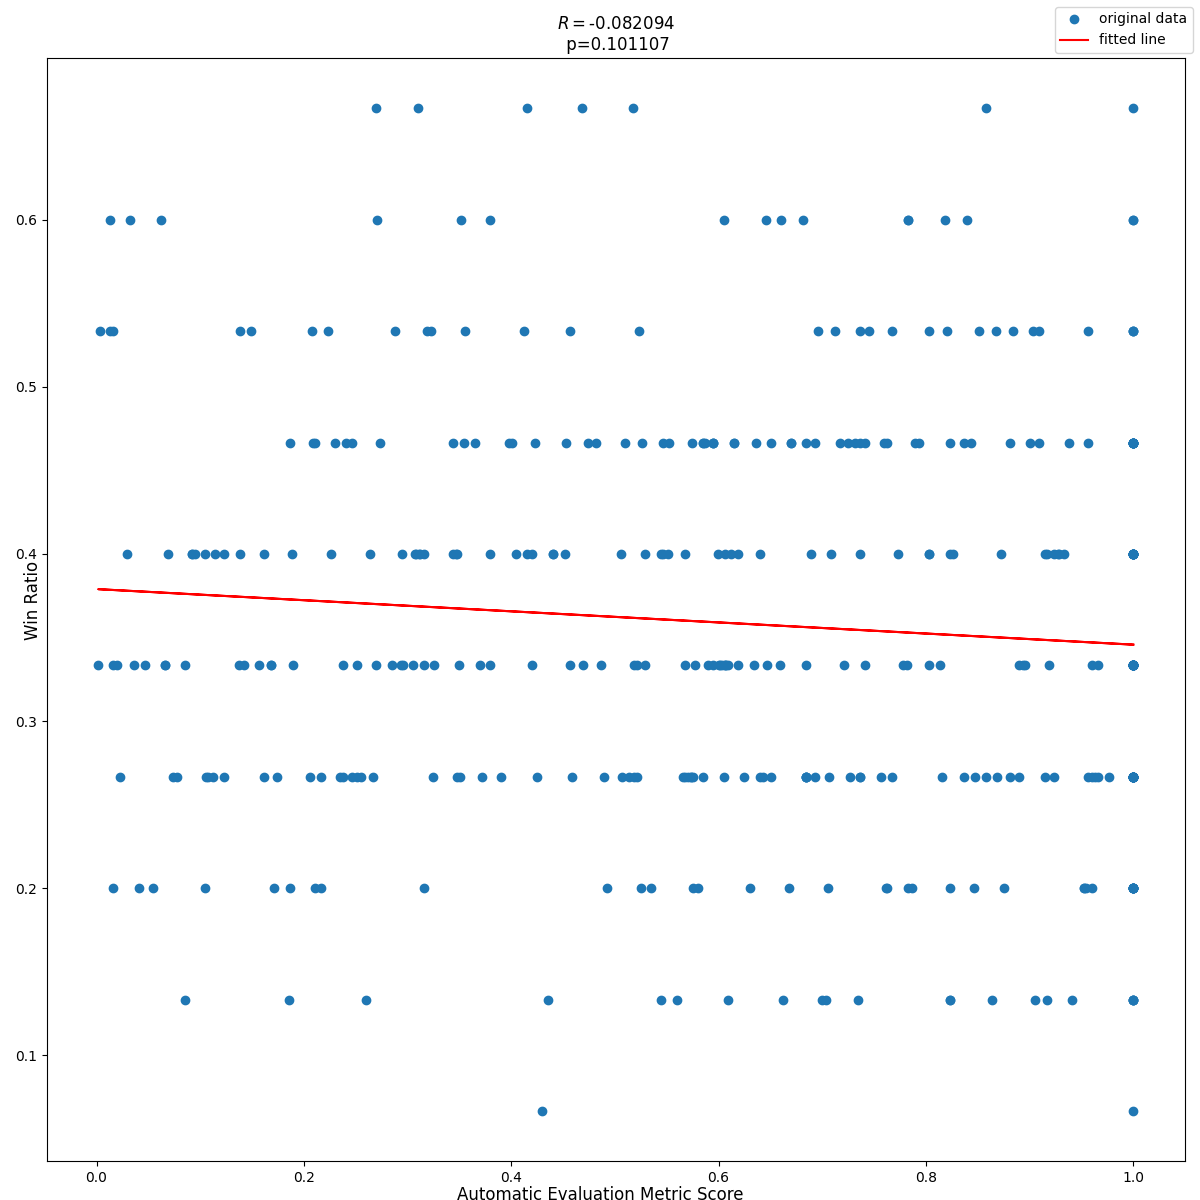 R = -0.082094
p=0.101107
original data
fitted line
0.6
0.5
0.4
0.3
0.2
0.1
Win Ratio
0.0
0.2
0.4
0.6
0.8
1.0
Automatic Evaluation Metric Score